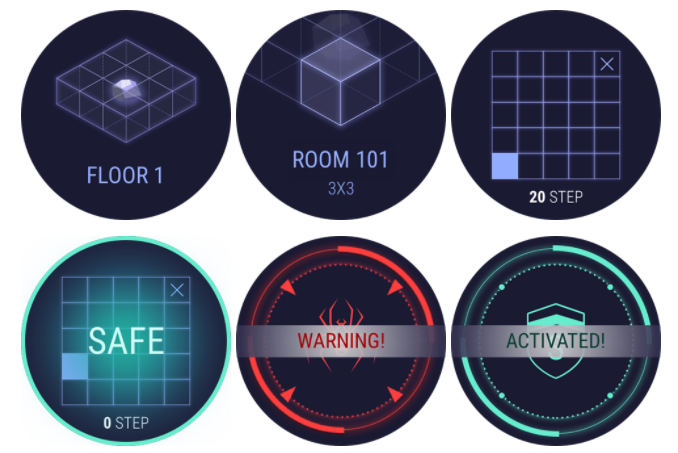 FLOOR 1
ROOM 101
3X3
20 STEP
SAFE
0 STEP
WARNING!
ACTIVATED!